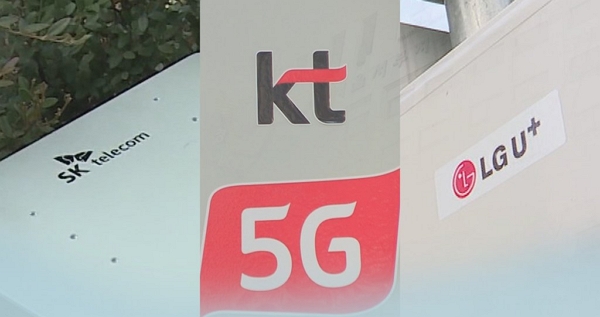 SK telecom
kt
5G
LG U+